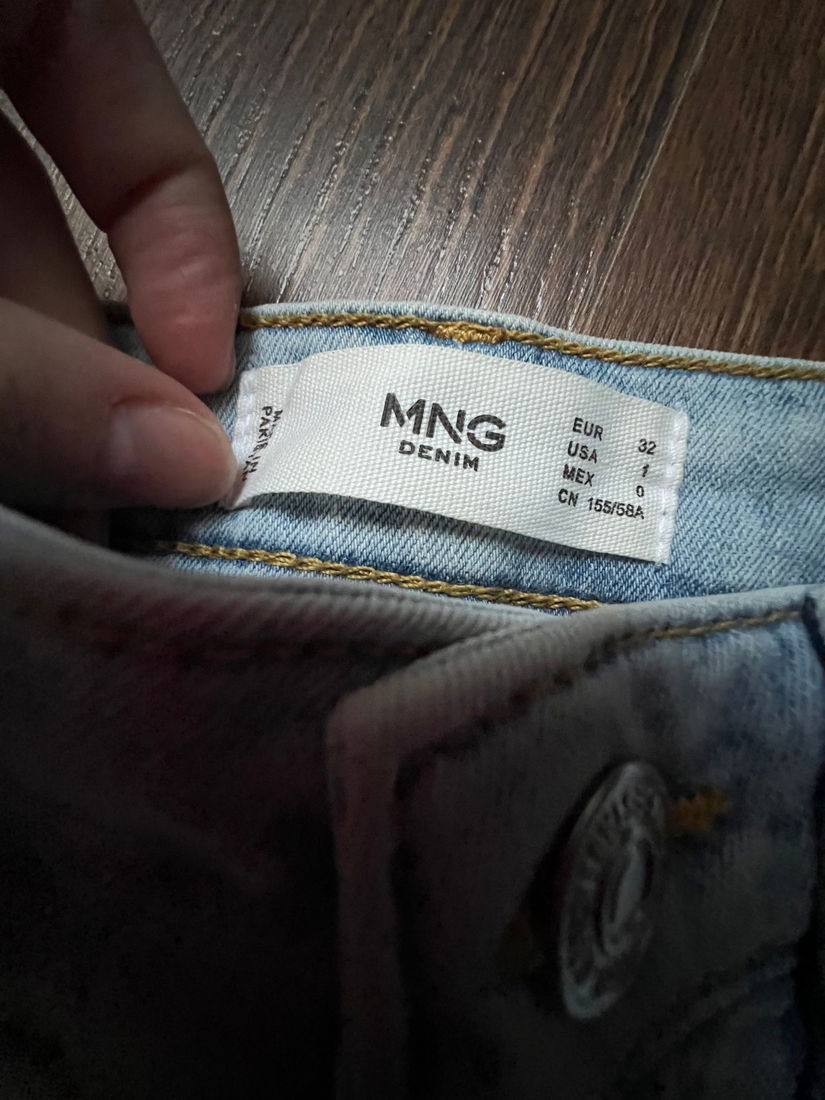 MNG
DENIM
EUR 32
USA 1
MEX 0
CN 155/58A